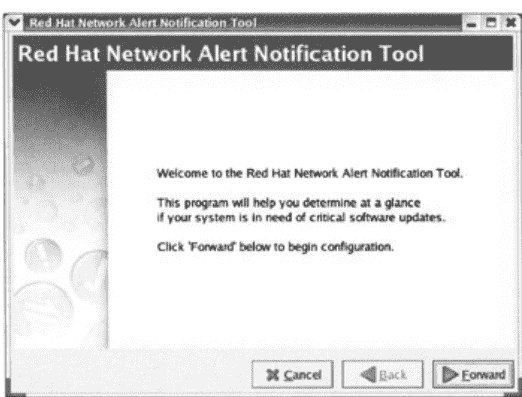 Red Hat Network Alert Notification Tool
Red Hat Network Alert Notification Tool
Welcome to the Red Hat Network Alert Notification Tool.
This program will help you determine at a glance
if your system is in need of critical software updates.
Click 'Forward' below to begin configuration.
Cancel
Back
Forward